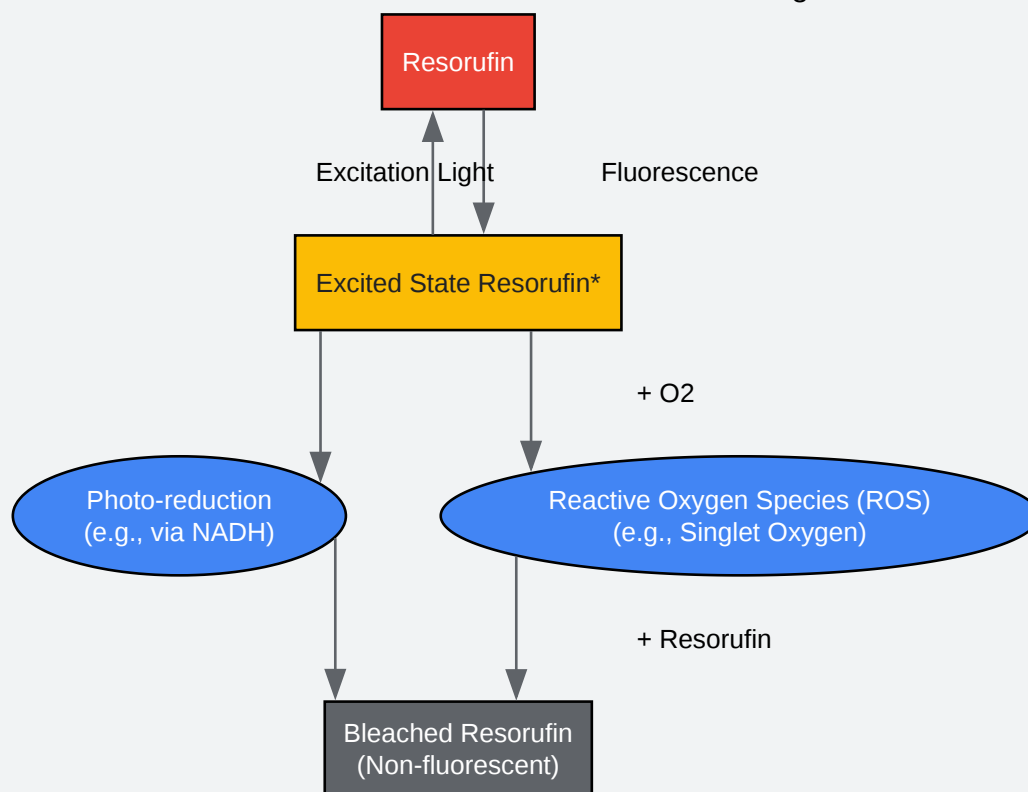 Resorufin
Excitation Light
Fluorescence
Excited State Resorufin*
+ O2
Photo-reduction
(e.g., via NADH)
Reactive Oxygen Species (ROS)
(e.g., Singlet Oxygen)
+ Resorufin
Bleached Resorufin
(Non-fluorescent)